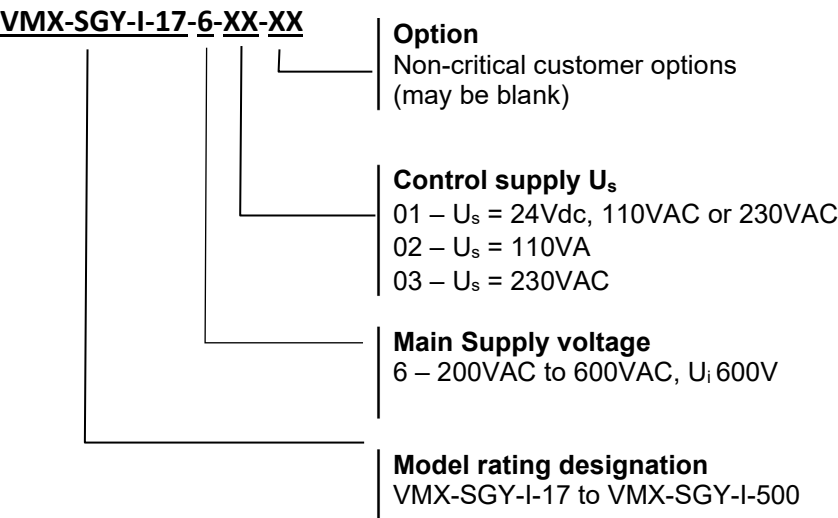 VMX-SGY-I-17-6-XX-XX
Option
Non-critical customer options
(may be blank)
Control supply Us
01 – Us = 24Vdc, 110VAC or 230VAC
02 – Us = 110VA
03 – Us = 230VAC
Main Supply voltage
6 – 200VAC to 600VAC, Ui 600V
Model rating designation
VMX-SGY-I-17 to VMX-SGY-I-500